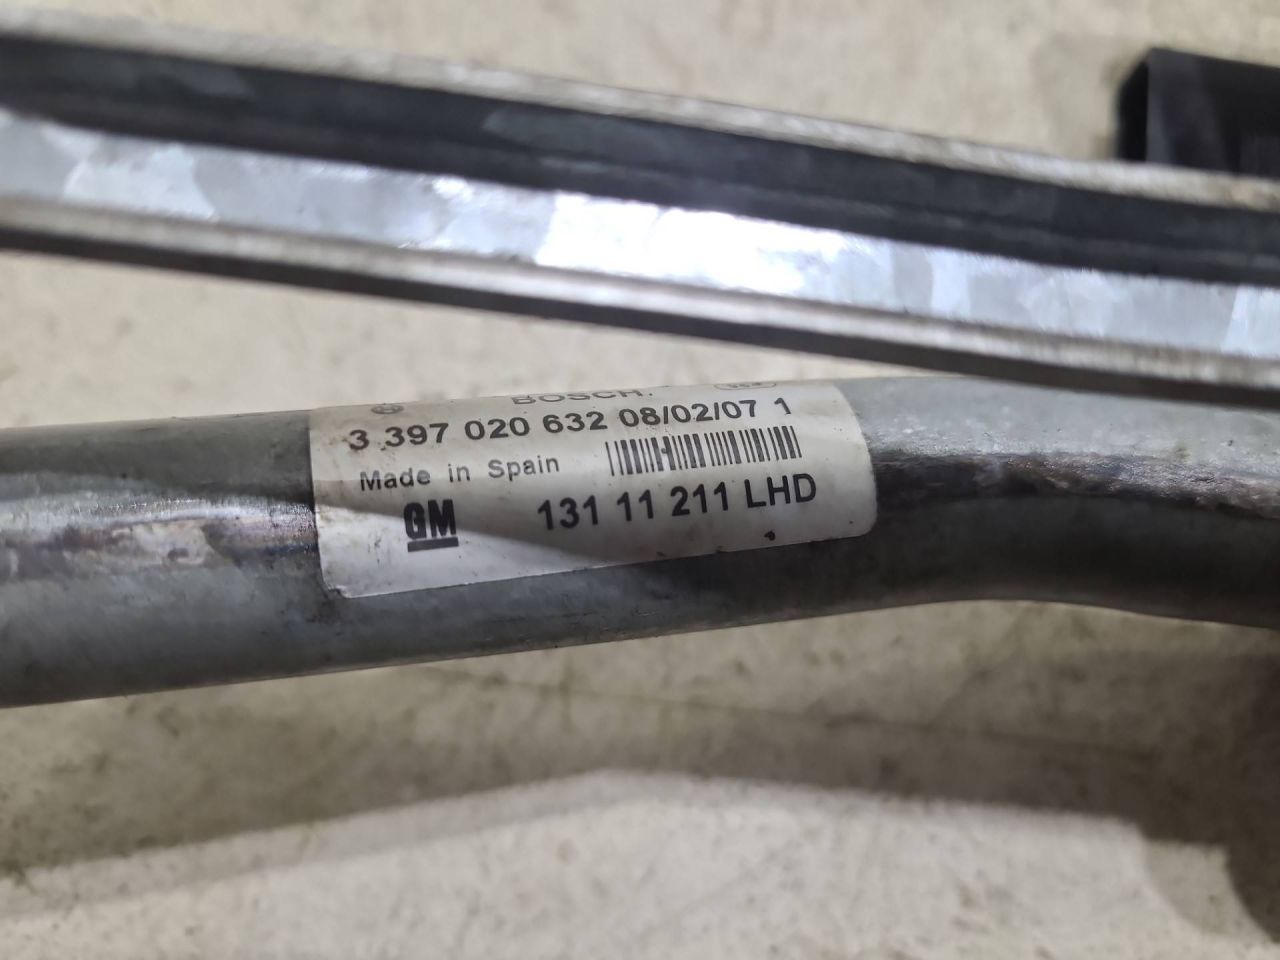 BOSCH
3 397 020 632 08/02/07 1
Made in Spain
GM 131 11 211 LHD